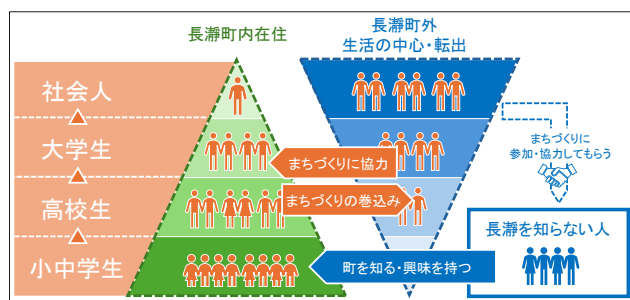 長瀞町内在住
長瀞町外
生活の中心・転出
社会人
大学生
高校生
小中学生
まちづくりに協力
まちづくりの巻込み
町を知る・興味を持つ
まちづくりに
参加・協力してもらう
長瀞を知らない人